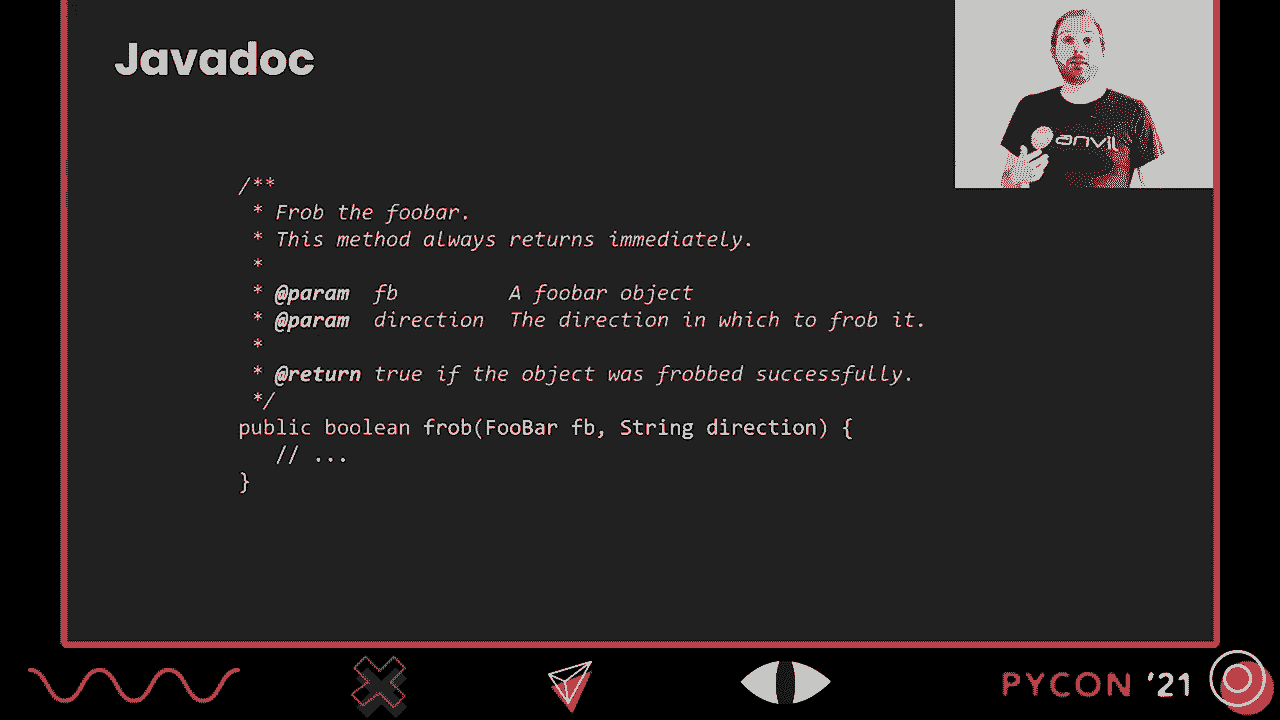 Javadoc
anvil
/**
* Frob the foobar.
* This method always returns immediately.
*
* @param fb A foobar object
* @param direction The direction in which to frob it.
*
* @return true if the object was frobbed successfully.
*/
public boolean frob(FooBar fb, String direction) {
// ...
}
PYCON '21